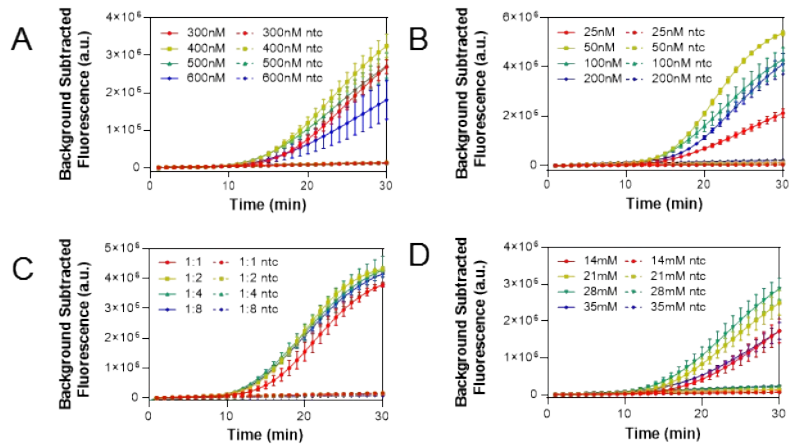 A
Background Subtracted
Fluorescence (a.u.)
4×10⁶
3×10⁶
2×10⁶
1×10⁶
0
0
10
20
30
Time (min)
300nM
300nM ntc
400nM
400nM ntc
500nM
500nM ntc
600nM
600nM ntc
B
Background Subtracted
Fluorescence (a.u.)
6×10⁶
4×10⁶
2×10⁶
0
0
10
20
30
Time (min)
25nM
25nM ntc
50nM
50nM ntc
100nM
100nM ntc
200nM
200nM ntc
C
Background Subtracted
Fluorescence (a.u.)
5×10⁶
4×10⁶
3×10⁶
2×10⁶
1×10⁶
0
0
10
20
30
Time (min)
1:1
1:1 ntc
1:2
1:2 ntc
1:4
1:4 ntc
1:8
1:8 ntc
D
Background Subtracted
Fluorescence (a.u.)
4×10⁶
3×10⁶
2×10⁶
1×10⁶
0
0
10
20
30
Time (min)
14mM
14mM ntc
21mM
21mM ntc
28mM
28mM ntc
35mM
35mM ntc